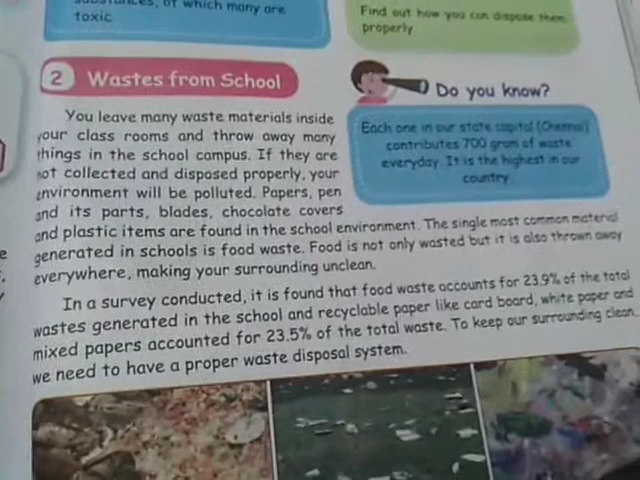 substances, of which many are
toxic.
Find out how you can dispose them
properly
2 Wastes from School
You leave many waste materials inside
your class rooms and throw away many
things in the school campus. If they are
not collected and disposed properly, your
environment will be polluted. Papers, pen
and its parts, blades, chocolate covers
and plastic items are found in the school environment. The single most common material
generated in schools is food waste. Food is not only wasted but it is also thrown away
everywhere, making your surrounding unclean.
In a survey conducted, it is found that food waste accounts for 23.9% of the total
wastes generated in the school and recyclable paper like card board, white paper and
mixed papers accounted for 23.5% of the total waste. To keep our surrounding clean,
we need to have a proper waste disposal system.
Do you know?
Each one in our state capital (Chennai)
contributes 700 gram of waste
everyday. It is the highest in our
country.